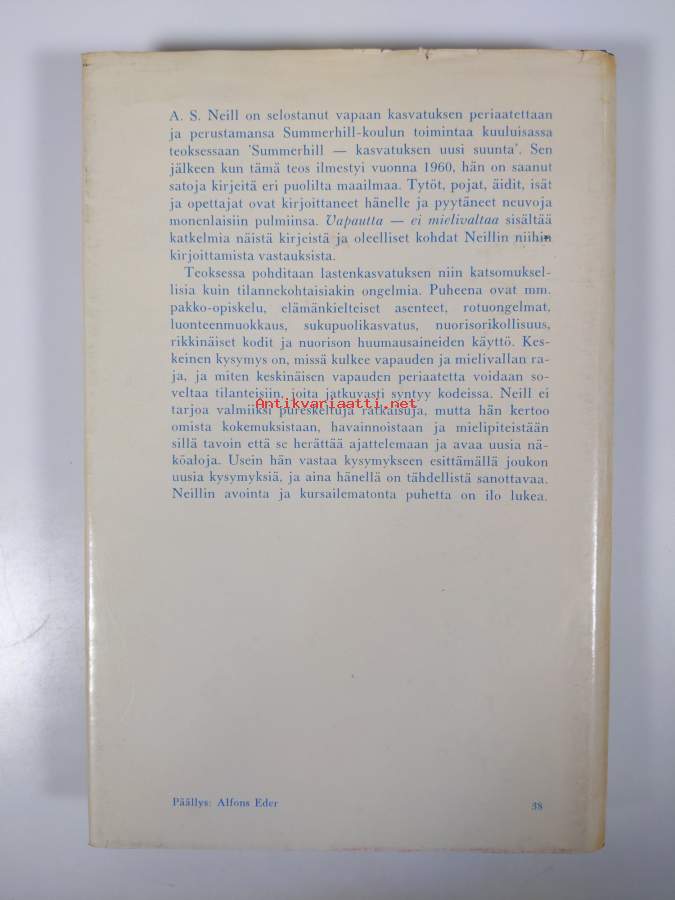 A. S. Neill on selostanut vapaan kasvatuksen periaatettaan
ja perustamansa Summerhill-koulun toimintaa kuuluisassa
teoksessaan 'Summerhill — kasvatuksen uusi suunta'. Sen
jälkeen kun tämä teos ilmestyi vuonna 1960, hän on saanut
satoja kirjeitä eri puolilta maailmaa. Tytöt, pojat, äidit, isät
ja opettajat ovat kirjoittaneet hänelle ja pyytäneet neuvoja
monenlaisiin pulmiinsa. Vapautta — ei mielivaltaa sisältää
katkelmia näistä kirjeistä ja oleelliset kohdat Neillin niihin
kirjoittamista vastauksista.
Teoksessa pohditaan lastenkasvatuksen niin katsomuksel-
lisia kuin tilannekohtaisiakin ongelmia. Puheena ovat mm.
pakko-opiskelu, elämänkielteiset asenteet, rotuongelmat,
luonteenmuokkaus, sukupuolikasvatus, nuorisorikollisuus,
rikkinäiset kodit ja nuorison huumausaineiden käyttö. Kes-
keinen kysymys on, missä kulkee vapauden ja mielivallan ra-
ja, ja miten keskinäisen vapauden periaatetta voidaan so-
veltaa tilanteisiin, joita jatkuvasti syntyy kodeissa. Neill ei
Antikvariaatti.net
tarjoa valmiiksi pureskeltuja ratkaisuja, mutta hän kertoo
omista kokemuksistaan, havainnoistaan ja mielipiteistään
sillä tavoin että se herättää ajattelemaan ja avaa uusia nä-
köaloja. Usein hän vastaa kysymykseen esittämällä joukon
uusia kysymyksiä, ja aina hänellä on tähdellistä sanottavaa.
Neillin avointa ja kursailematonta puhetta on ilo lukea.
Päällys: Alfons Eder
38